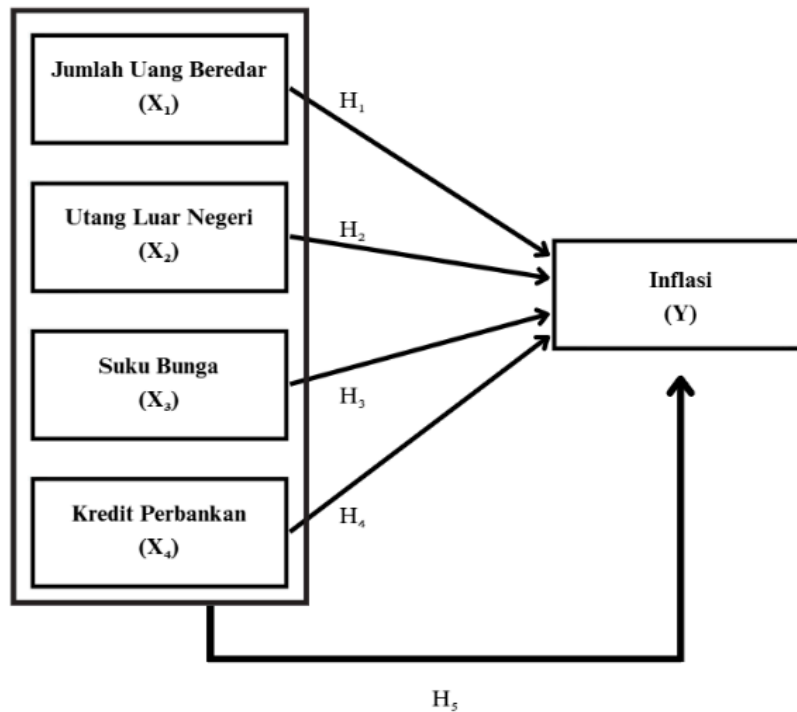 Jumlah Uang Beredar
(X₁)
H₁
Utang Luar Negeri
(X₂)
H₂
Suku Bunga
(X₃)
H₃
Kredit Perbankan
(X₄)
H₄
Inflasi
(Y)
H₅